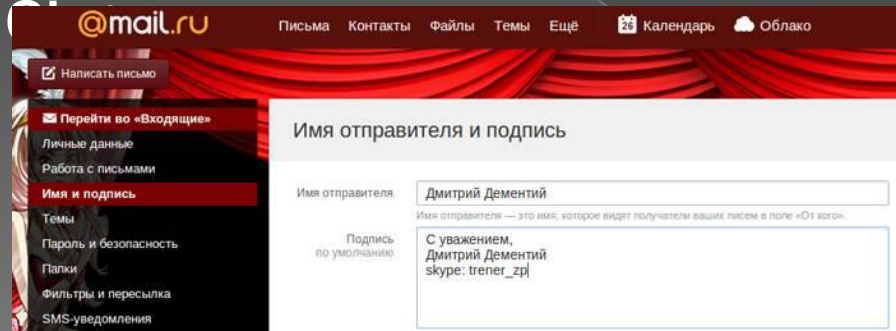 @mail.ru
Письма Контакты Файлы Темы Ещё 26 Календарь Облако
Написать письмо
Перейти во «Входящие»
Личные данные
Работа с письмами
Имя и подпись
Темы
Пароль и безопасность
Папки
Фильтры и пересылка
SMS-уведомления
Имя отправителя и подпись
Имя отправителя Дмитрий Дементий
Имя отправителя — это имя, которое видят получатели ваших писем в поле «От кого».
Подпись
по умолчанию
С уважением,
Дмитрий Дементий
skype: trener_zp